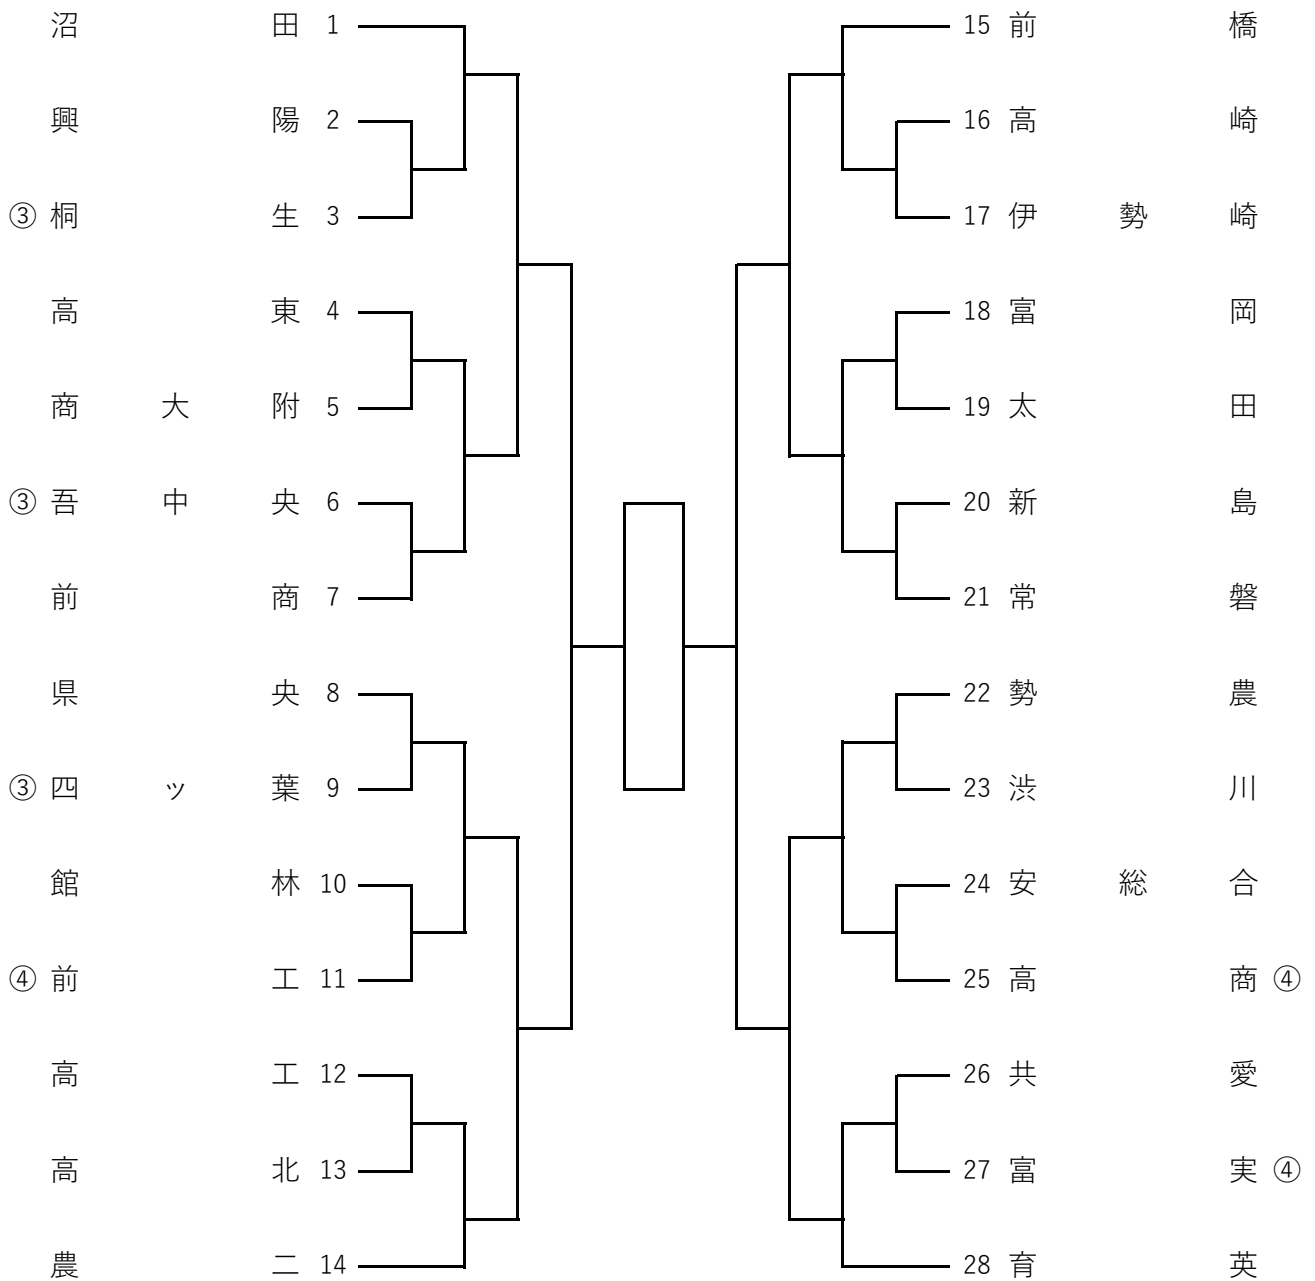 沼田 1
興陽 2
③ 桐生 3
高東 4
商大附 5
③ 吾中央 6
前商 7
県央 8
③ 四ッ葉 9
館林 10
④ 前工 11
高工 12
高北 13
農二 14
15 前橋
16 高崎
17 伊勢崎
18 富岡
19 太田
20 新島
21 常磐
22 勢農
23 渋川
24 安総合
25 高商 ④
26 共愛
27 富実 ④
28 育英